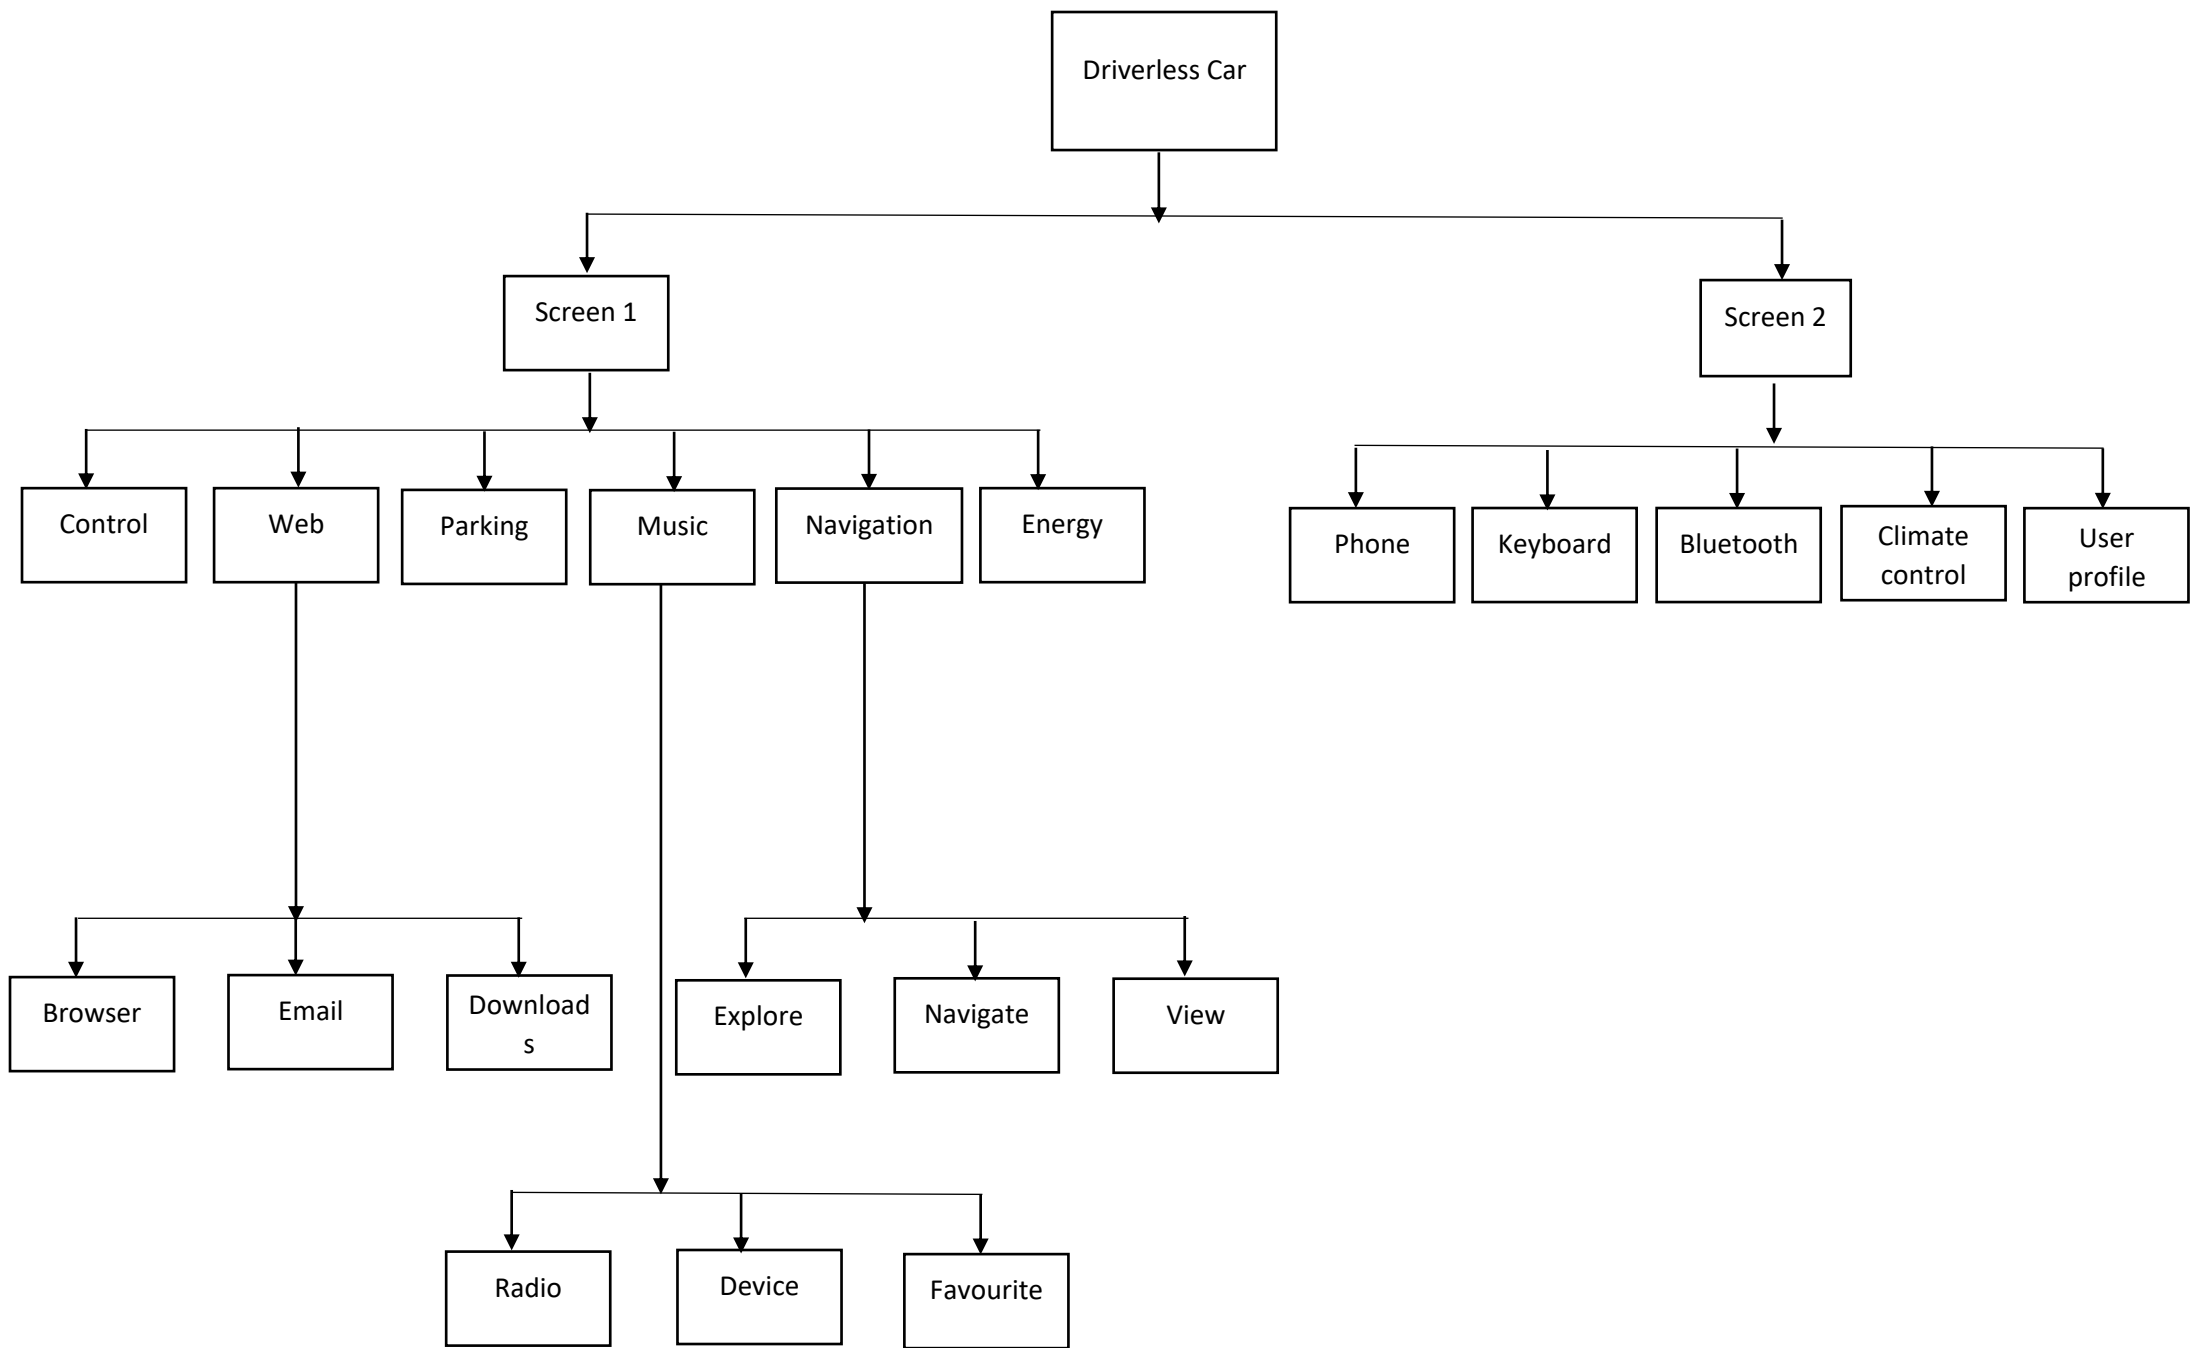 Driverless Car
Screen 1
Screen 2
Control
Web
Parking
Music
Navigation
Energy
Phone
Keyboard
Bluetooth
Climate
control
User
profile
Browser
Email
Download
s
Explore
Navigate
View
Radio
Device
Favourite